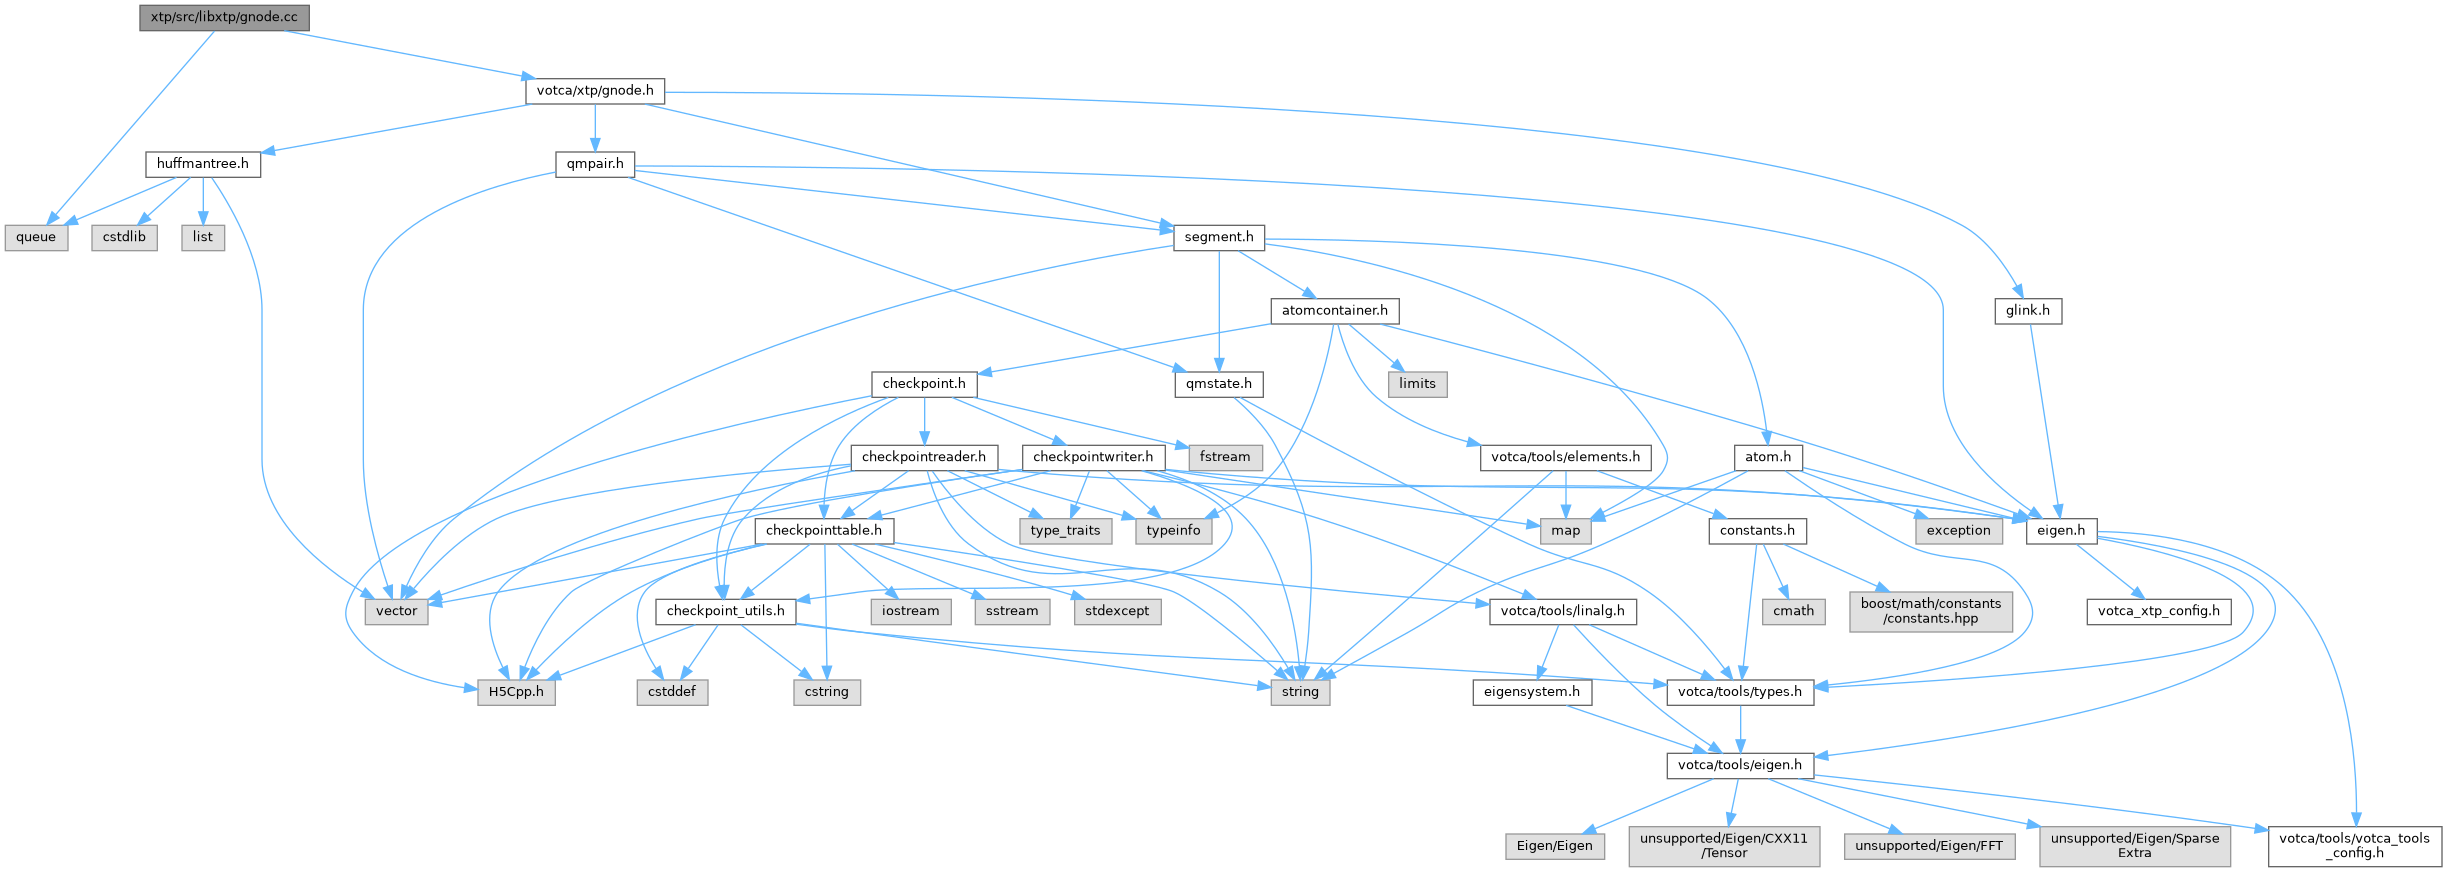 xtp/src/libxtp/gnode.cc
votca/xtp/gnode.h
huffmantree.h
qmpair.h
queue
cstdlib
list
segment.h
atomcontainer.h
glink.h
checkpoint.h
qmstate.h
limits
checkpointreader.h
checkpointwriter.h
fstream
votca/tools/elements.h
atom.h
checkpointtable.h
type_traits
typeinfo
map
constants.h
exception
eigen.h
vector
checkpoint_utils.h
iostream
sstream
stdexcept
votca/tools/linalg.h
cmath
boost/math/constants
/constants.hpp
votca_xtp_config.h
H5Cpp.h
cstddef
cstring
string
eigensystem.h
votca/tools/types.h
votca/tools/eigen.h
Eigen/Eigen
unsupported/Eigen/CXX11
/Tensor
unsupported/Eigen/FFT
unsupported/Eigen/Sparse
Extra
votca/tools/votca_tools
_config.h